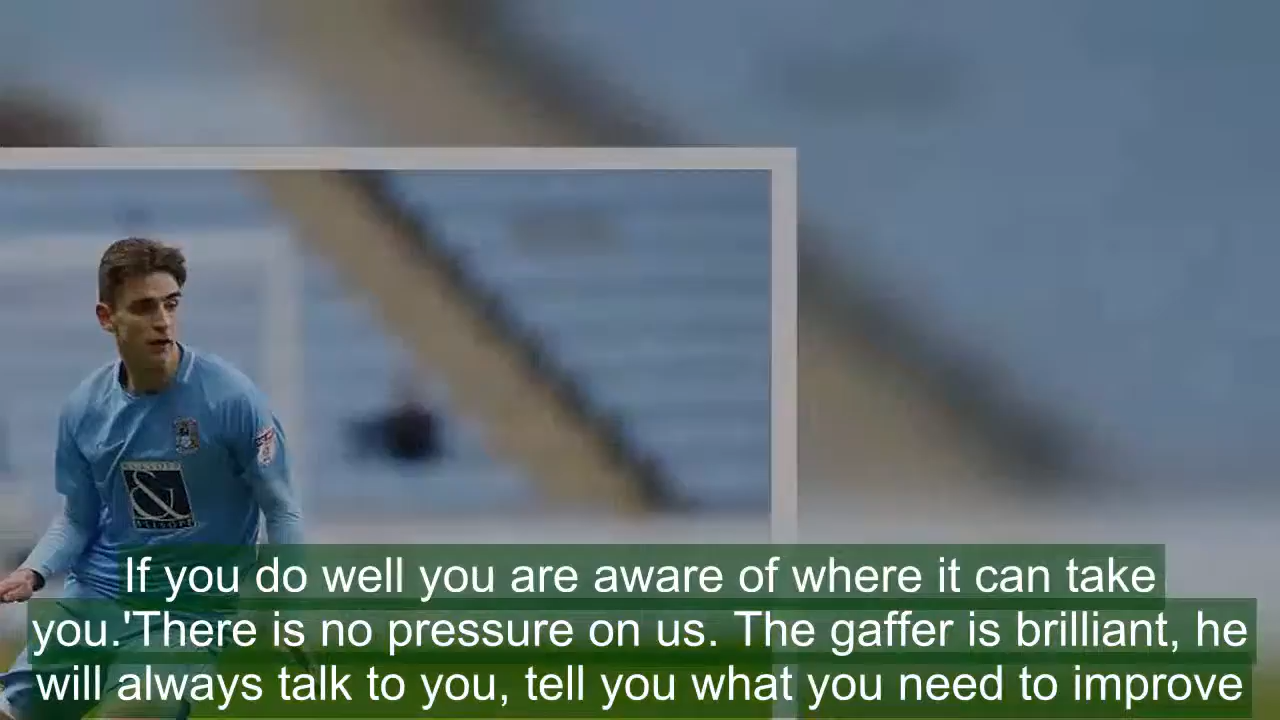 &
If you do well you are aware of where it can take
you.'There is no pressure on us. The gaffer is brilliant, he
will always talk to you, tell you what you need to improve